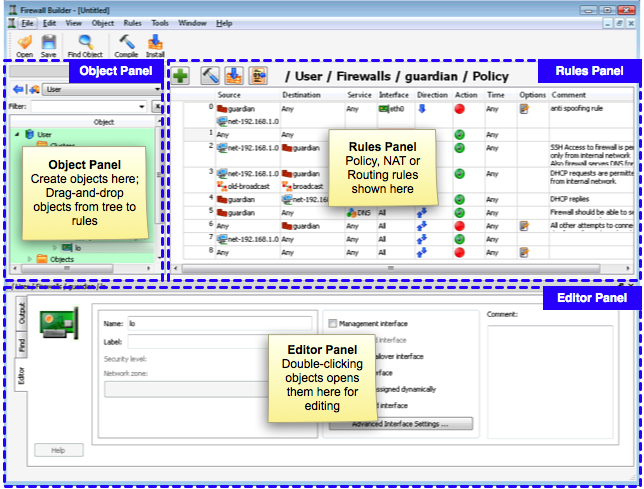 Firewall Builder - [Untitled]
File Edit View Object Rules Tools Window Help
Open Save Find Object Compile Install
Object Panel
User
Filter:
Object
User
Clusters
Object Panel
Create objects here;
Drag-and-drop
objects from tree to
rules
lo
Objects
Rules Panel
/ User / Firewalls / guardian / Policy
Source Destination Service Interface Direction Action Time Options Comment
0 guardian Any Any eth0 Any anti spoofing rule
net-192.168.1.0
1 Any Any Any
2 net-192.168.1.0 guardian Any SSH Access to firewall is pe
only from internal network
Also firewall serves DNS for
3 net-192.168.1.0 guardian Any DHCP requests are permitte
from internal network
old-broadcast broadcast
4 guardian net-192.168.1.0 Any DHCP replies
5 guardian Any DNS All Any Firewall should be able to s
6 Any guardian Any All Any All other attempts to conne
7 net-192.168.1.0 Any Any All Any
8 Any Any Any All Any
Rules Panel
Policy, NAT or
Routing rules
shown here
/ User / Firewalls / guardian /
Editor Panel
Output
Find
Editor
Name: lo
Label:
Security level:
Network zone:
Help
Editor Panel
Double-clicking
objects opens
them here for
editing
Management interface
interface
failover interface
interface
assigned dynamically
interface
Advanced Interface Settings ...
Comment: